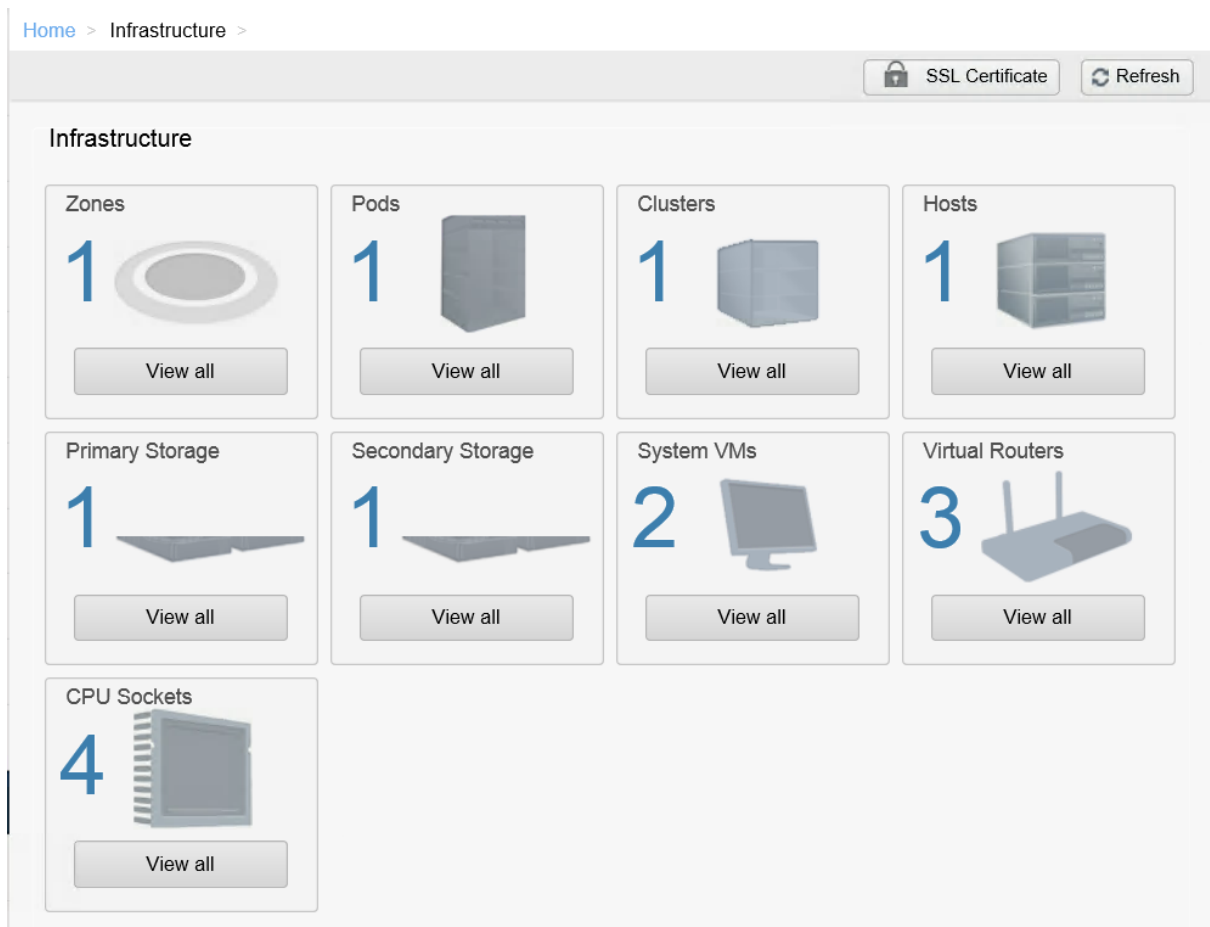 Home > Infrastructure >
SSL Certificate Refresh
Infrastructure
Zones Pods Clusters Hosts
1 1 1 1
View all View all View all View all
Primary Storage Secondary Storage System VMs Virtual Routers
1 1 2 3
View all View all View all View all
CPU Sockets
4
View all